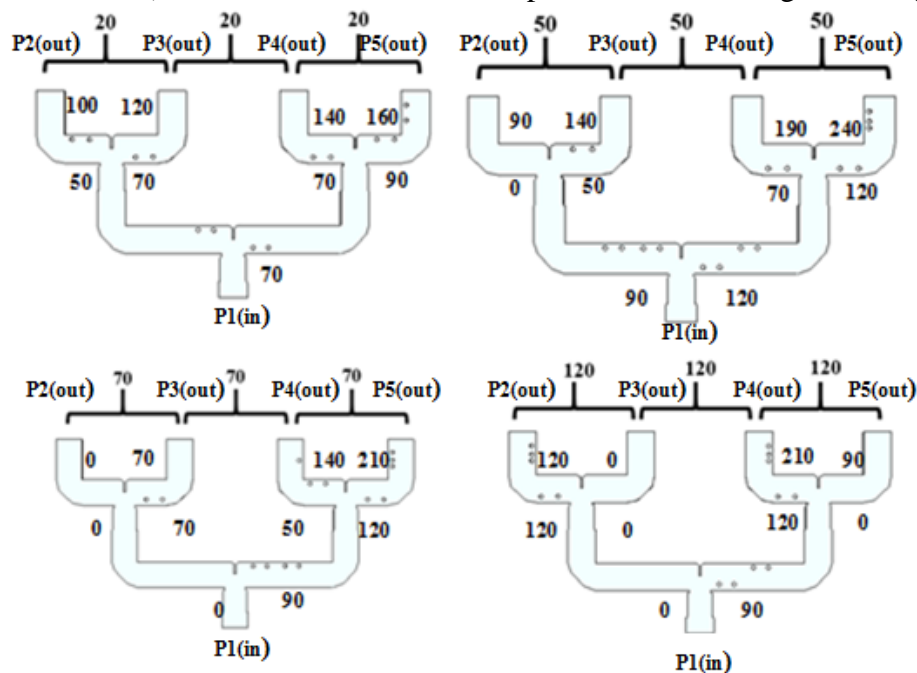 20 20 20
P2(out) P3(out) P4(out) P5(out)
100 120 140 160
50 70 70 90
70
P1(in)
50 50 50
P2(out) P3(out) P4(out) P5(out)
90 140 190 240
0 50 70 120
90 120
P1(in)
70 70 70
P2(out) P3(out) P4(out) P5(out)
0 70 140 210
0 70 50 120
0 90
P1(in)
120 120 120
P2(out) P3(out) P4(out) P5(out)
120 0 210 90
120 0 120 0
0 90
P1(in)